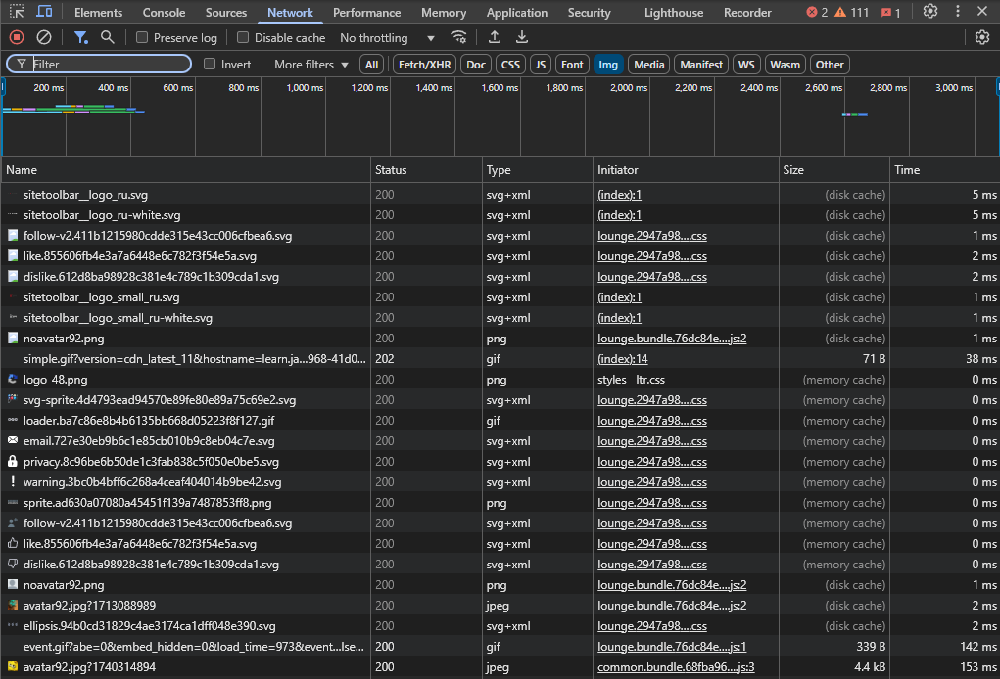 Elements Console Sources Network Performance Memory Application Security Lighthouse Recorder 2 111 1
Preserve log Disable cache No throttling
Filter Invert More filters All Fetch/XHR Doc CSS JS Font Img Media Manifest WS Wasm Other
200 ms 400 ms 600 ms 800 ms 1,000 ms 1,200 ms 1,400 ms 1,600 ms 1,800 ms 2,000 ms 2,200 ms 2,400 ms 2,600 ms 2,800 ms 3,000 ms
Name Status Type Initiator Size Time
sitetoolbar__logo_ru.svg 200 svg+xml (index):1 (disk cache) 5 ms
sitetoolbar__logo_ru-white.svg 200 svg+xml (index):1 (disk cache) 5 ms
follow-v2.411b1215980cdde315e43cc006cfbea6.svg 200 svg+xml lounge.2947a98....css (disk cache) 1 ms
like.855606fb4e3a7a6448e6c782f3f54e5a.svg 200 svg+xml lounge.2947a98....css (disk cache) 2 ms
dislike.612d8ba98928c381e4c789c1b309cda1.svg 200 svg+xml lounge.2947a98....css (disk cache) 2 ms
sitetoolbar__logo_small_ru.svg 200 svg+xml (index):1 (disk cache) 1 ms
sitetoolbar__logo_small_ru-white.svg 200 svg+xml (index):1 (disk cache) 1 ms
noavatar92.png 200 png lounge.bundle.76dc84e....js:2 (disk cache) 1 ms
simple.gif?version=cdn_latest_11&hostname=learn.ja...968-41d0... 202 gif (index):14 71 B 38 ms
logo_48.png 200 png styles__ltr.css (memory cache) 0 ms
svg-sprite.4d4793ead94570e89fe80e89a75c69e2.svg 200 svg+xml lounge.2947a98....css (memory cache) 0 ms
loader.ba7c86e8b4b6135bb668d05223f8f127.gif 200 gif lounge.2947a98....css (memory cache) 0 ms
email.727e30eb9b6c1e85cb010b9c8eb04c7e.svg 200 svg+xml lounge.2947a98....css (memory cache) 0 ms
privacy.8c96be6b50de1c3fab838c5f050e0be5.svg 200 svg+xml lounge.2947a98....css (memory cache) 0 ms
warning.3bc0b4bff6c268a4ceaf404014b9be42.svg 200 svg+xml lounge.2947a98....css (memory cache) 0 ms
sprite.ad630a07080a45451f139a7487853ff8.png 200 png lounge.2947a98....css (memory cache) 0 ms
follow-v2.411b1215980cdde315e43cc006cfbea6.svg 200 svg+xml lounge.2947a98....css (memory cache) 0 ms
like.855606fb4e3a7a6448e6c782f3f54e5a.svg 200 svg+xml lounge.2947a98....css (memory cache) 0 ms
dislike.612d8ba98928c381e4c789c1b309cda1.svg 200 svg+xml lounge.2947a98....css (memory cache) 0 ms
noavatar92.png 200 png lounge.bundle.76dc84e....js:2 (disk cache) 1 ms
avatar92.jpg?1713088989 200 jpeg lounge.bundle.76dc84e....js:2 (disk cache) 2 ms
ellipsis.94b0cd31829c4ae3174ca1dff048e390.svg 200 svg+xml lounge.2947a98....css (disk cache) 2 ms
event.gif?abe=0&embed_hidden=0&load_time=973&event...lse... 200 gif lounge.bundle.76dc84e....js:1 339 B 142 ms
avatar92.jpg?1740314894 200 jpeg common.bundle.68fba96....js:3 4.4 kB 153 ms